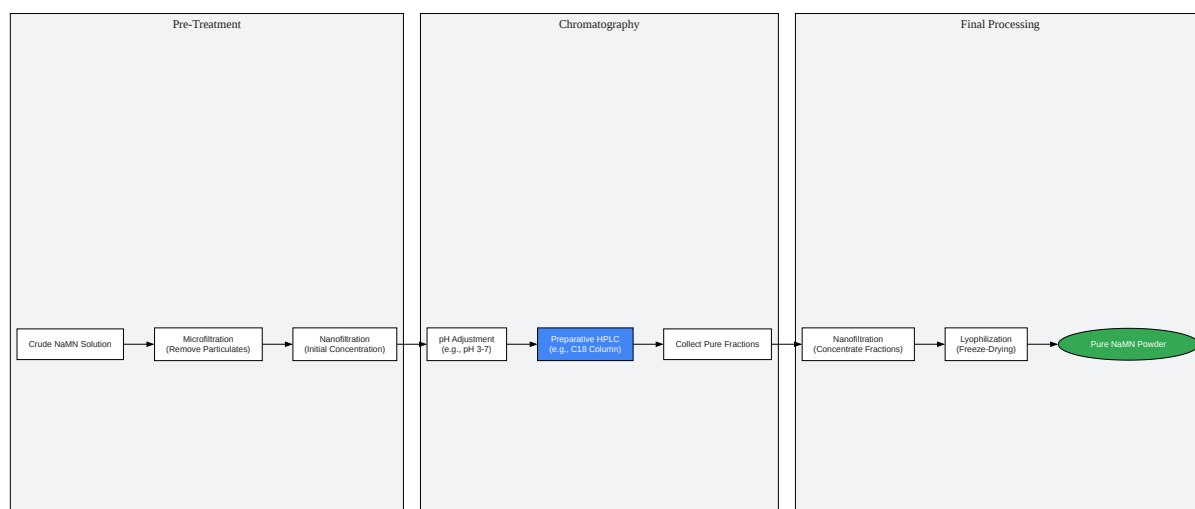 Pre-Treatment
Chromatography
Final Processing
Crude NaMN Solution
Microfiltration
(Remove Particulates)
Nanofiltration
(Initial Concentration)
pH Adjustment
(e.g., pH 3-7)
Preparative HPLC
(e.g., C18 Column)
Collect Pure Fractions
Nanofiltration
(Concentrate Fractions)
Lyophilization
(Freeze-Drying)
Pure NaMN Powder